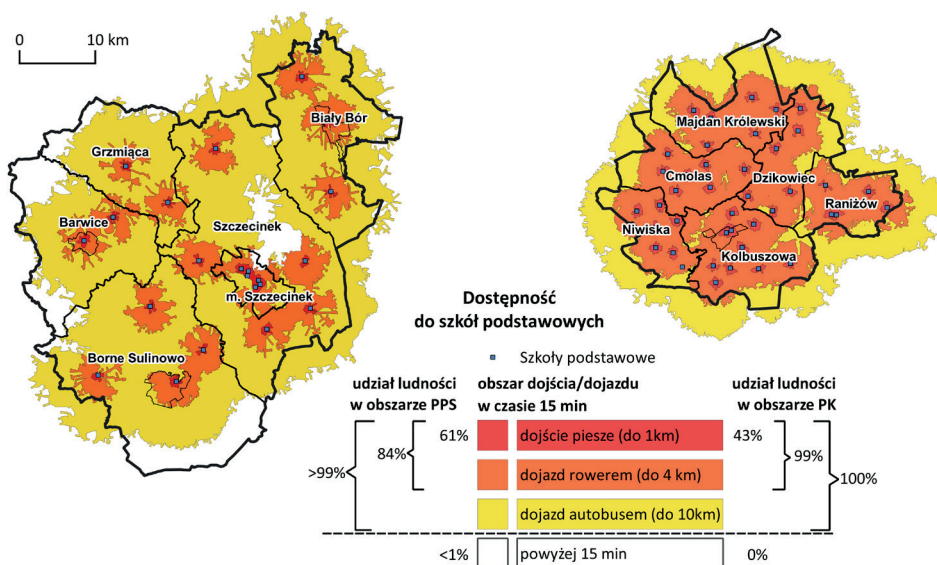 0 10 km
Biały Bór
Grzmiąca
Barwice
Szczecinek
m. Szczecinek
Borne Sulinowo
Majdan Królewski
Cmolas
Dzikowiec
Raniżów
Niwiska
Kolbuszowa
Dostępność
do szkół podstawowych
Szkoły podstawowe
udział ludności
w obszarze PPS
obszar dojścia/dojazdu
w czasie 15 min
udział ludności
w obszarze PK
>99%
84%
61%
dojście piesze (do 1km)
43%
99%
100%
dojazd rowerem (do 4 km)
dojazd autobusem (do 10km)
<1%
powyżej 15 min
0%